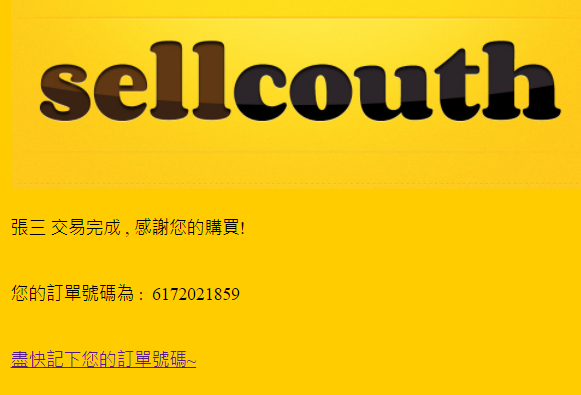 sellcouth
張三 交易完成 , 感謝您的購買!
您的訂單號碼為 :  6172021859
盡快記下您的訂單號碼~